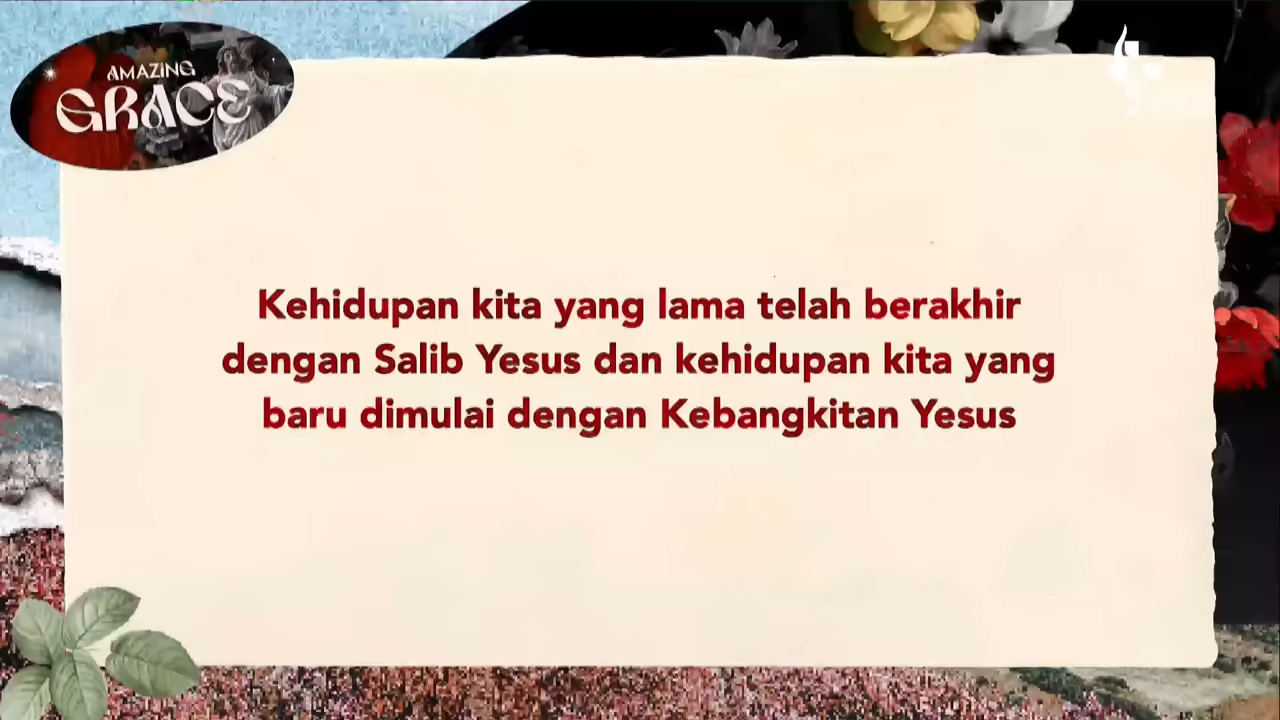 AMAZING
GRACE
Kehidupan kita yang lama telah berakhir
dengan Salib Yesus dan kehidupan kita yang
baru dimulai dengan Kebangkitan Yesus